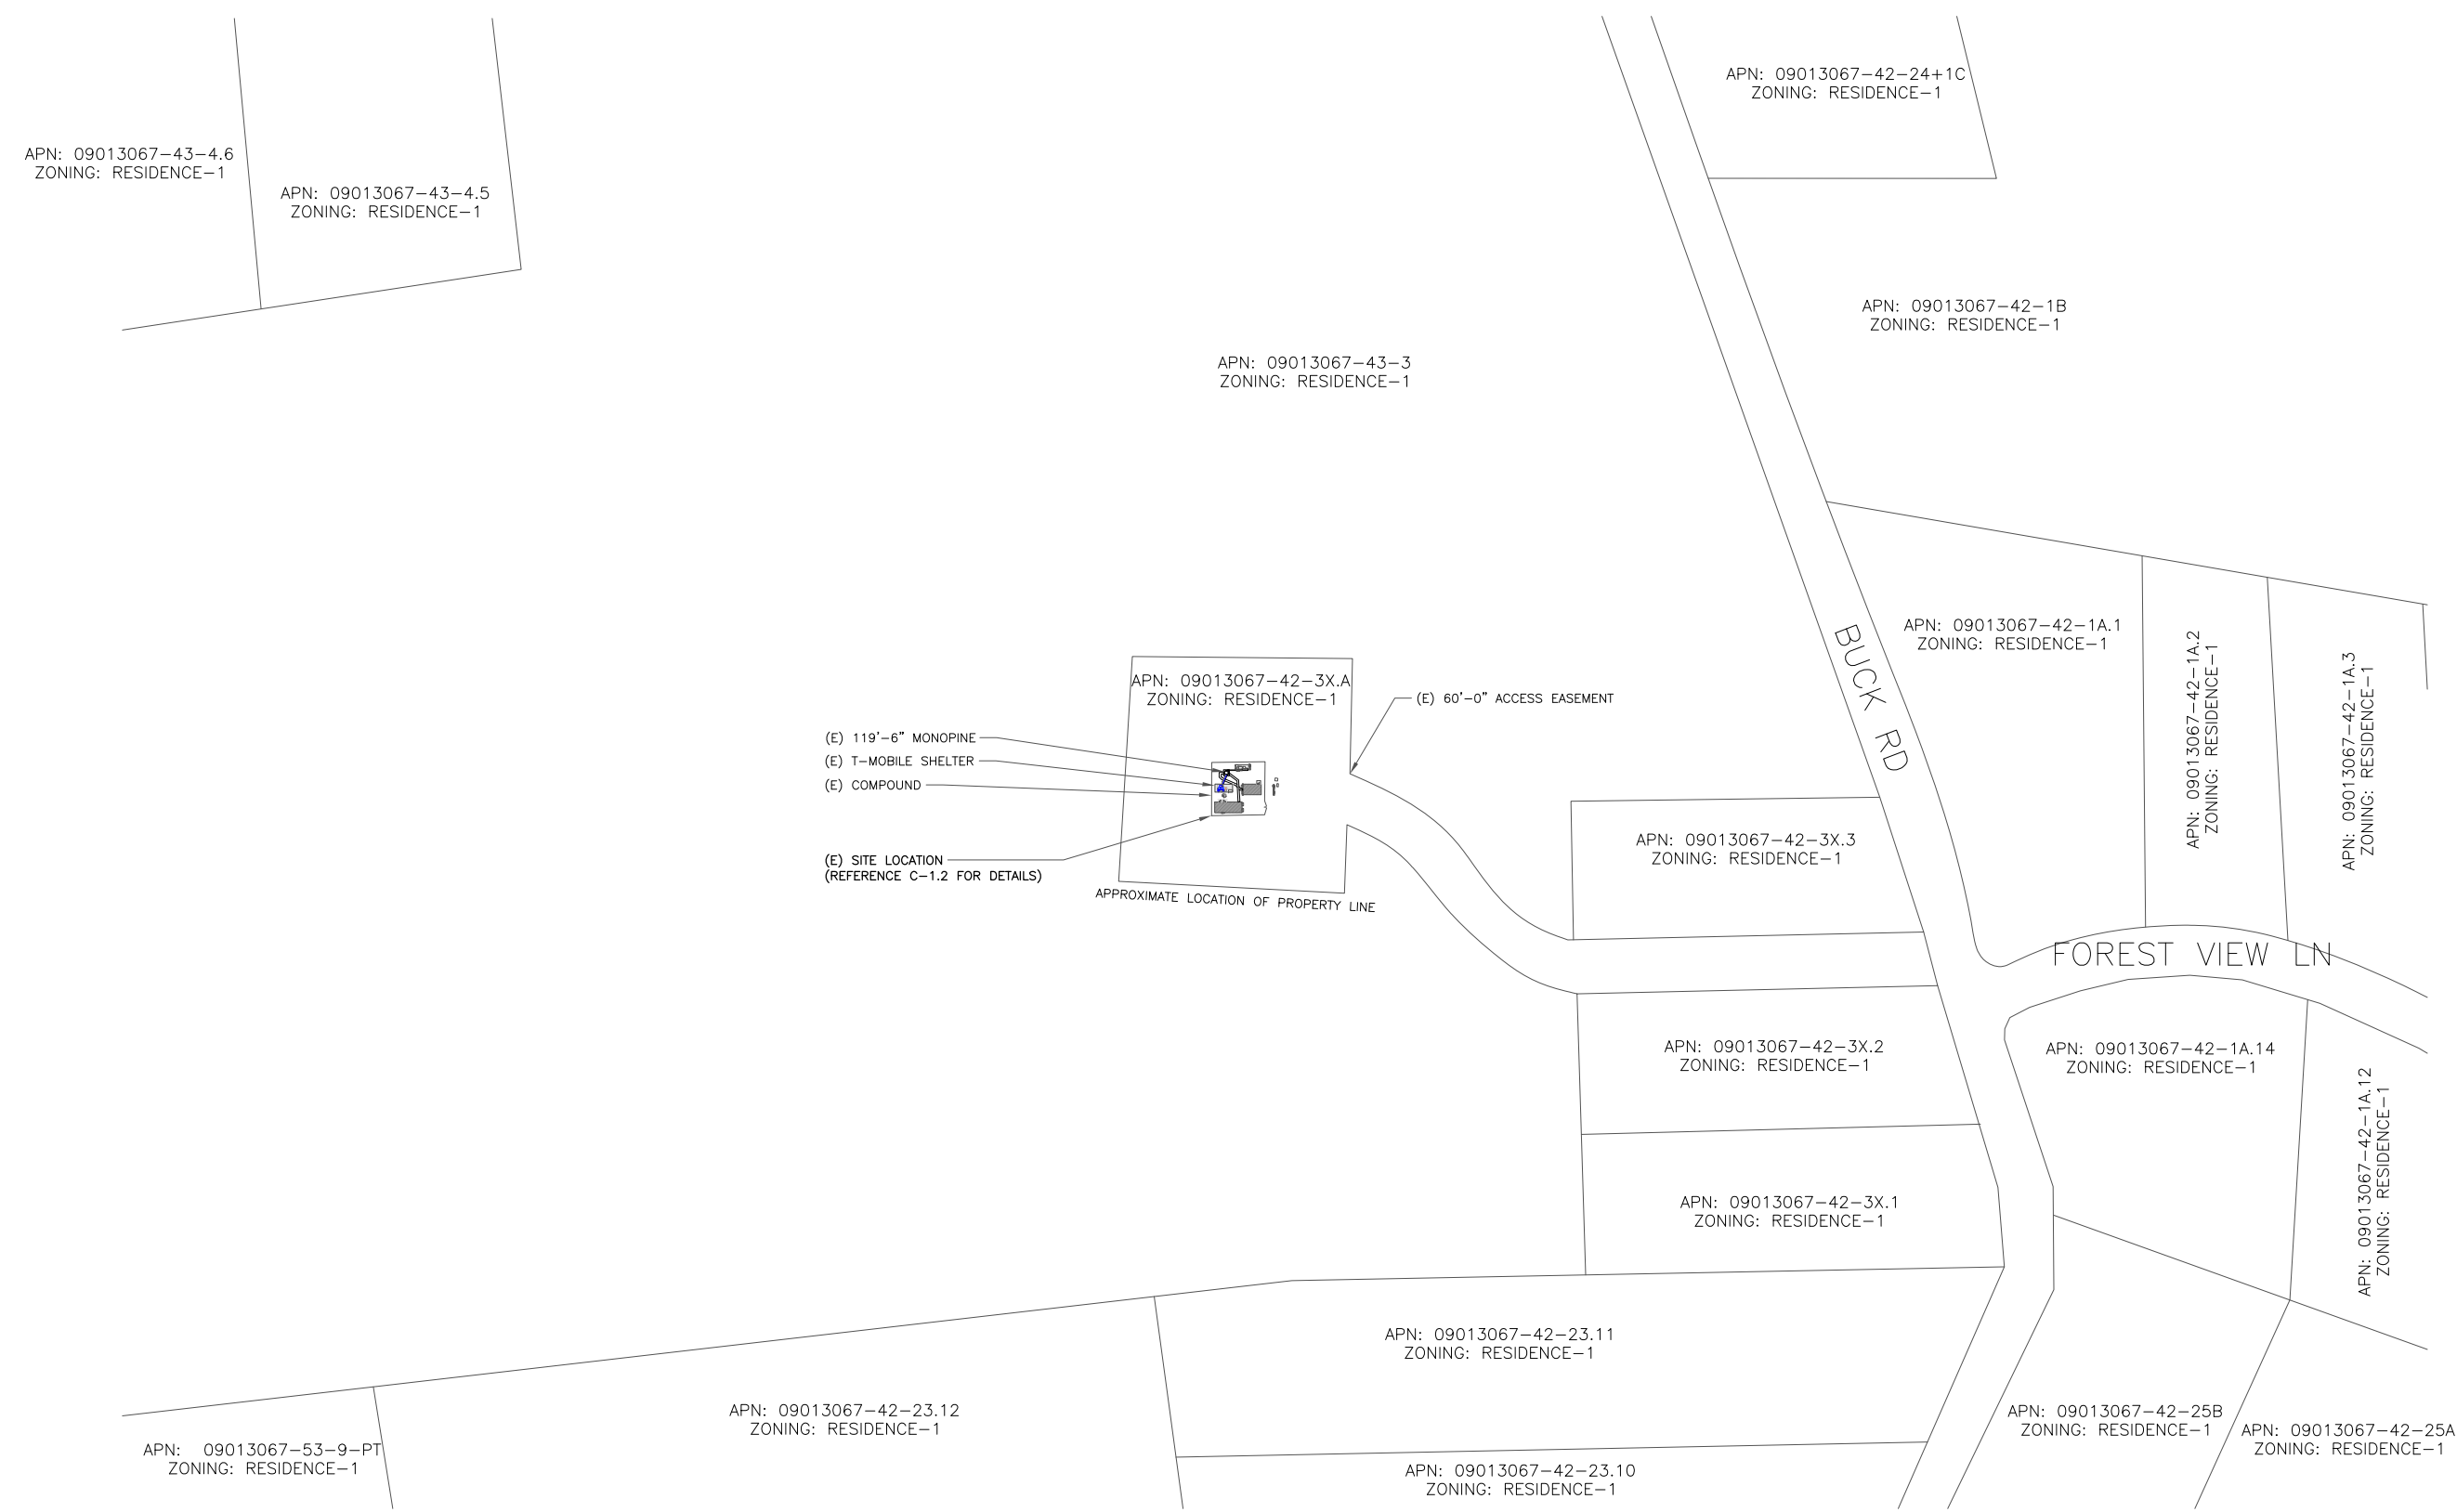 APN: 09013067-42-24+1C
ZONING: RESIDENCE-1
APN: 09013067-43-4.6
ZONING: RESIDENCE-1
APN: 09013067-43-4.5
ZONING: RESIDENCE-1
APN: 09013067-42-1B
ZONING: RESIDENCE-1
APN: 09013067-43-3
ZONING: RESIDENCE-1
BUCK RD
APN: 09013067-42-1A.1
ZONING: RESIDENCE-1
APN: 09013067-42-1A.2
ZONING: RESIDENCE-1
APN: 09013067-42-1A.3
ZONING: RESIDENCE-1
APN: 09013067-42-3X.A
ZONING: RESIDENCE-1
(E) 60'-0" ACCESS EASEMENT
(E) 119'-6" MONOPINE
(E) T-MOBILE SHELTER
(E) COMPOUND
(E) SITE LOCATION
(REFERENCE C-1.2 FOR DETAILS)
APPROXIMATE LOCATION OF PROPERTY LINE
APN: 09013067-42-3X.3
ZONING: RESIDENCE-1
FOREST VIEW LN
APN: 09013067-42-3X.2
ZONING: RESIDENCE-1
APN: 09013067-42-1A.14
ZONING: RESIDENCE-1
APN: 09013067-42-1A.12
ZONING: RESIDENCE-1
APN: 09013067-42-3X.1
ZONING: RESIDENCE-1
APN: 09013067-42-23.11
ZONING: RESIDENCE-1
APN: 09013067-42-23.12
ZONING: RESIDENCE-1
APN: 09013067-42-25B
ZONING: RESIDENCE-1
APN: 09013067-42-25A
ZONING: RESIDENCE-1
APN: 09013067-53-9-PT
ZONING: RESIDENCE-1
APN: 09013067-42-23.10
ZONING: RESIDENCE-1